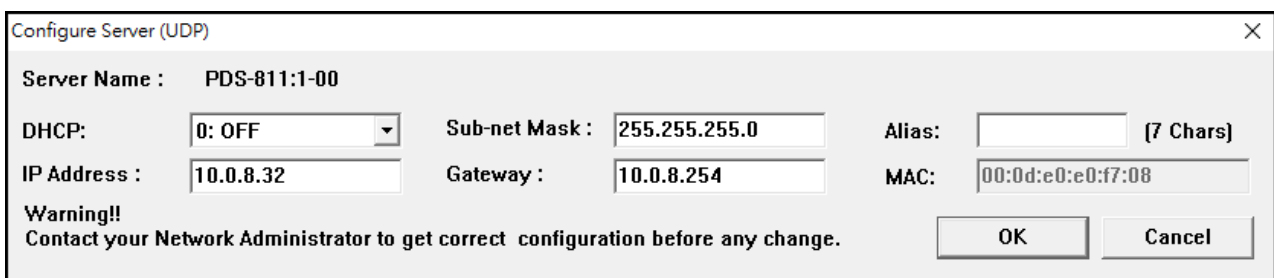 Configure Server (UDP)
Server Name : PDS-811:1-00
DHCP: 0: OFF Sub-net Mask : 255.255.255.0 Alias: (7 Chars)
IP Address : 10.0.8.32 Gateway : 10.0.8.254 MAC: 00:0d:e0:e0:f7:08
Warning!!
Contact your Network Administrator to get correct  configuration before any change.
OK Cancel